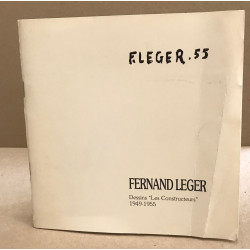 F. LEGER. 55
FERNAND LEGER
Dessins "Les Constructeurs"
1949-1955